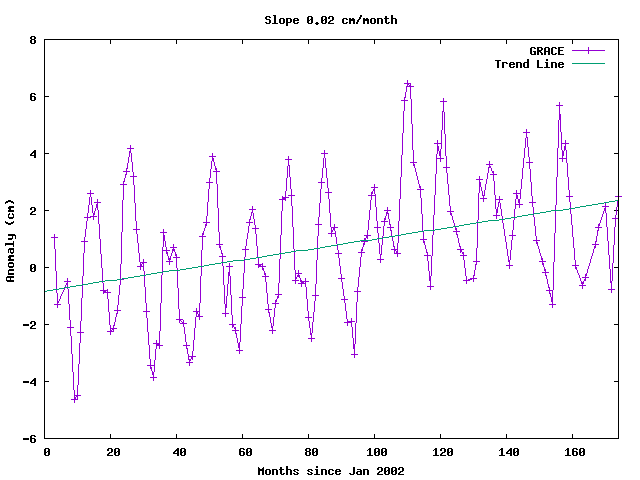 Slope 0.02 cm/month
GRACE
Trend Line
Anomaly (cm)
8
6
4
2
0
-2
-4
-6
0 20 40 60 80 100 120 140 160
Months since Jan 2002